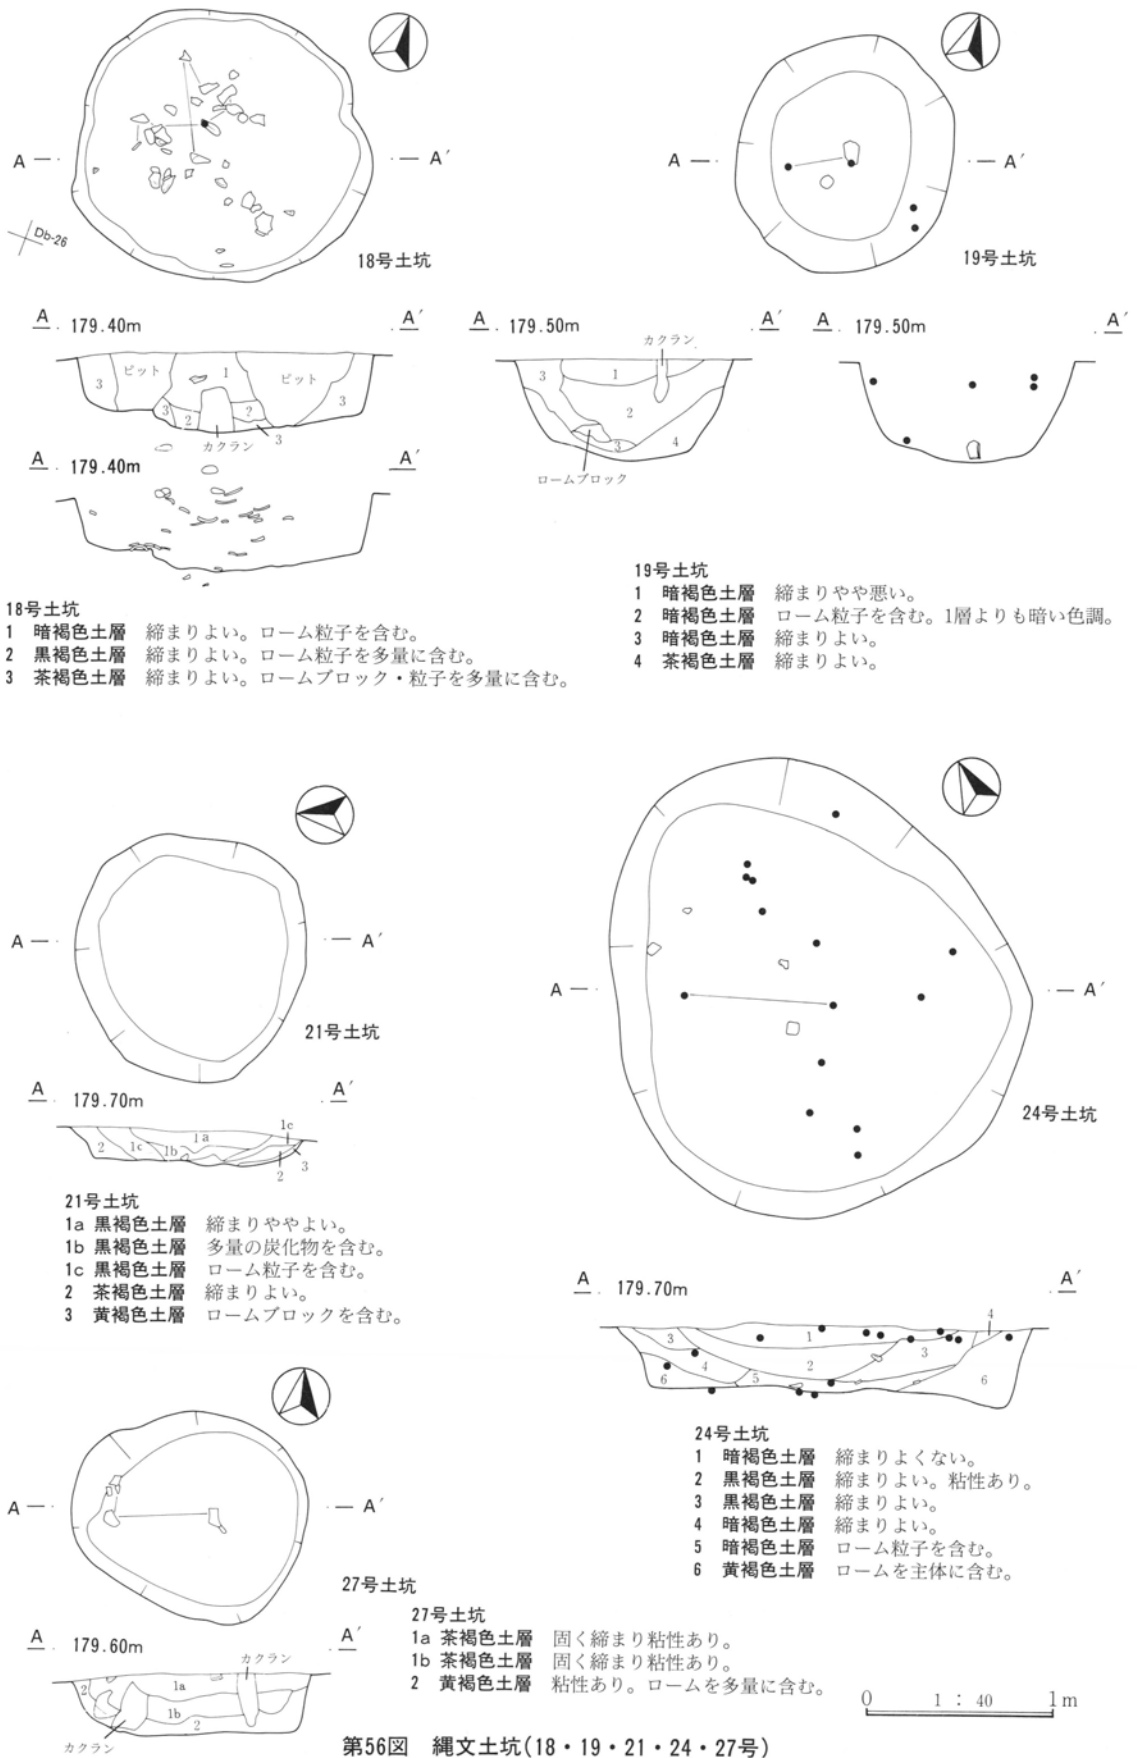 A A′
Db-26
18号土坑
A A′
19号土坑
A 179.40m A′
3 ピット 1 ピット 3
3 2 2 3
カクラン
A 179.40m A′
A 179.50m A′
カクラン
3 1 2 3 4
ロームブロック
A 179.50m A′
18号土坑
1 暗褐色土層 締まりよい。ローム粒子を含む。
2 黒褐色土層 締まりよい。ローム粒子を多量に含む。
3 茶褐色土層 締まりよい。ロームブロック・粒子を多量に含む。
19号土坑
1 暗褐色土層 締まりやや悪い。
2 暗褐色土層 ローム粒子を含む。1層よりも暗い色調。
3 暗褐色土層 締まりよい。
4 茶褐色土層 締まりよい。
A A′
21号土坑
A 179.70m A′
2 1c 1b 1a 1c
2 3
21号土坑
1a 黒褐色土層 締まりややよい。
1b 黒褐色土層 多量の炭化物を含む。
1c 黒褐色土層 ローム粒子を含む。
2 茶褐色土層 締まりよい。
3 黄褐色土層 ロームブロックを含む。
A A′
24号土坑
A 179.70m A′
4
3 1 3
6 4 5 2 6
24号土坑
1 暗褐色土層 締まりよくない。
2 黒褐色土層 締まりよい。粘性あり。
3 黒褐色土層 締まりよい。
4 暗褐色土層 締まりよい。
5 暗褐色土層 ローム粒子を含む。
6 黄褐色土層 ロームを主体に含む。
A A′
27号土坑
A 179.60m A′
カクラン
2 1a
1b
2
カクラン
27号土坑
1a 茶褐色土層 固く締まり粘性あり。
1b 茶褐色土層 固く締まり粘性あり。
2 黄褐色土層 粘性あり。ロームを多量に含む。
0 1 : 40 1m
第56図 縄文土坑(18・19・21・24・27号)